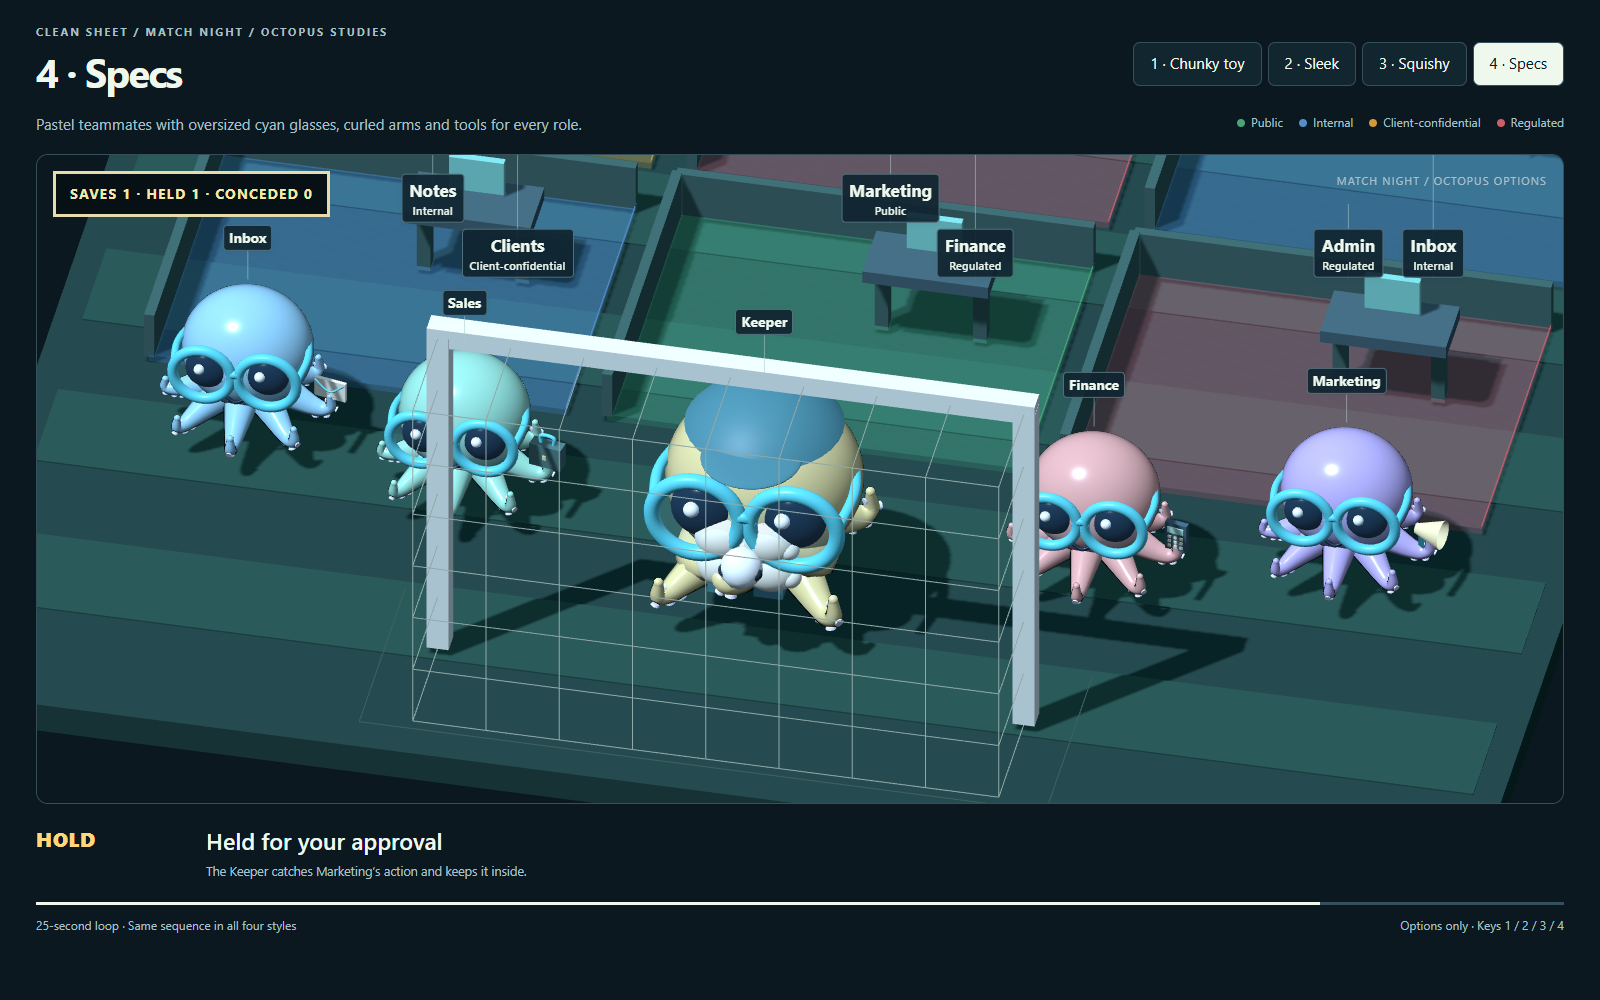 CLEAN SHEET / MATCH NIGHT / OCTOPUS STUDIES
4 · Specs
1 · Chunky toy
2 · Sleek
3 · Squishy
4 · Specs
Pastel teammates with oversized cyan glasses, curled arms and tools for every role.
Public
Internal
Client-confidential
Regulated
SAVES 1 · HELD 1 · CONCEDED 0
MATCH NIGHT / OCTOPUS OPTIONS
Notes
Internal
Marketing
Public
Inbox
Clients
Client-confidential
Finance
Regulated
Admin
Regulated
Inbox
Internal
Sales
Keeper
Finance
Marketing
HOLD
Held for your approval
The Keeper catches Marketing's action and keeps it inside.
25-second loop · Same sequence in all four styles
Options only · Keys 1 / 2 / 3 / 4